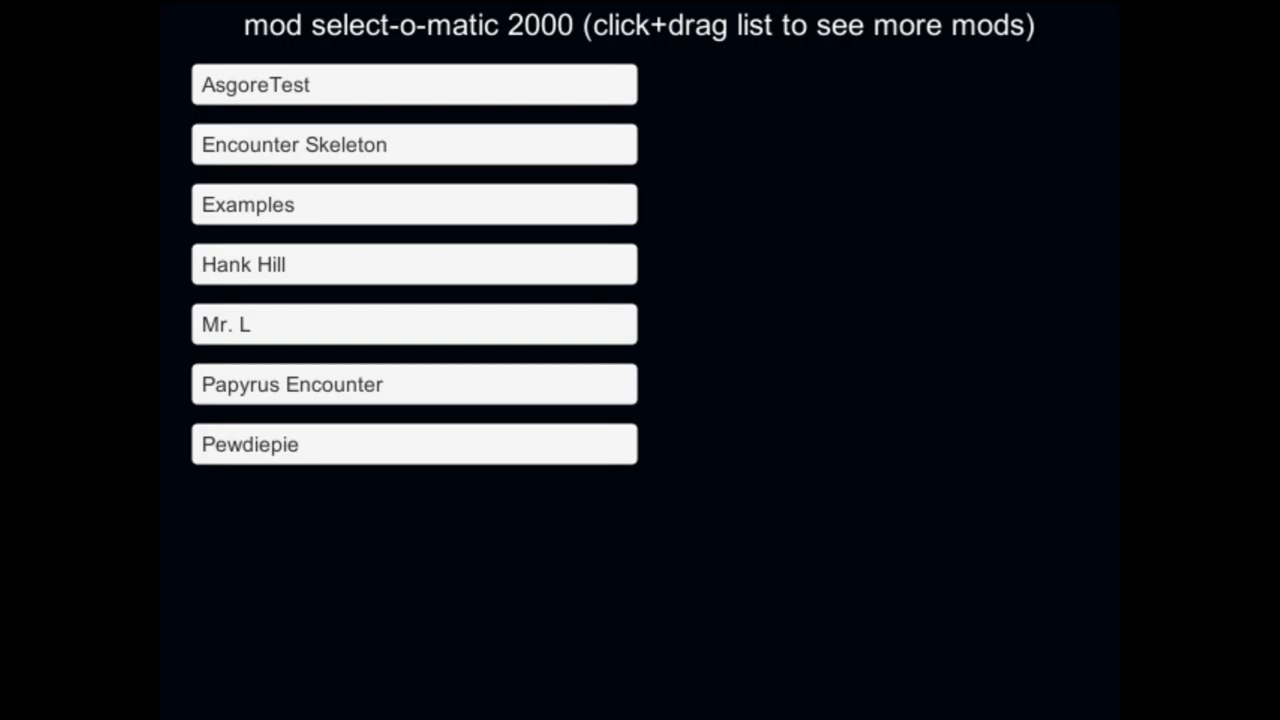 mod select-o-matic 2000 (click+drag list to see more mods)
AsgoreTest
Encounter Skeleton
Examples
Hank Hill
Mr. L
Papyrus Encounter
Pewdiepie